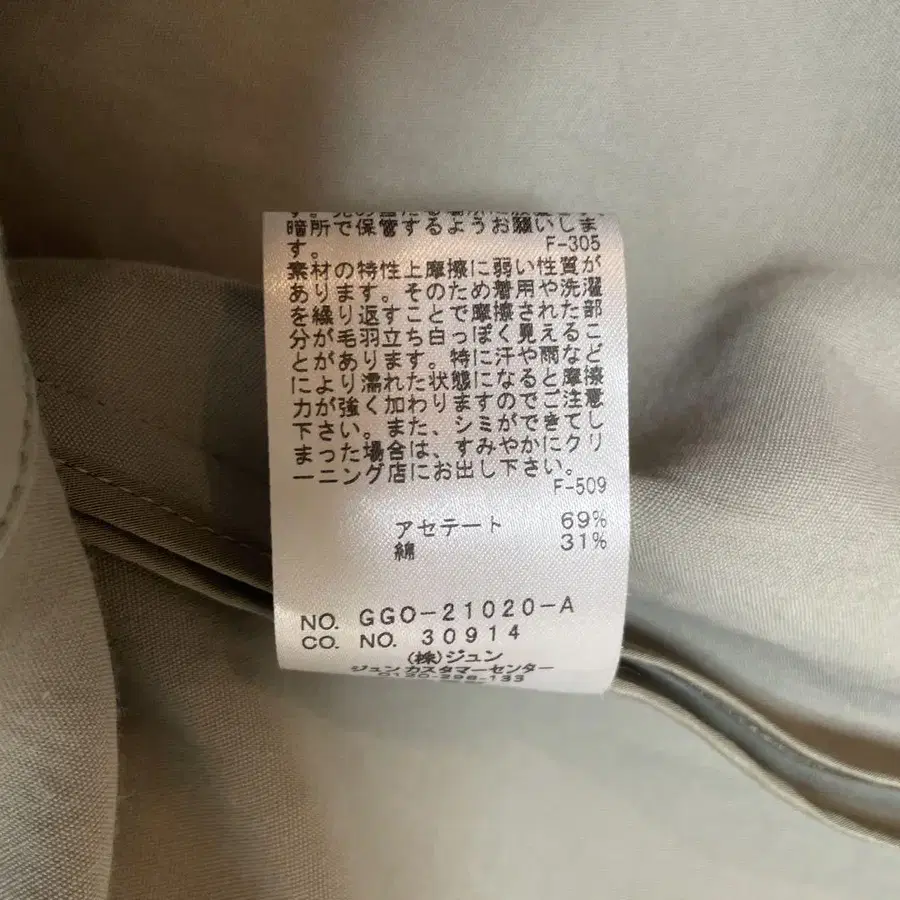 暗所で保管するようお願いしま
す。 F-305
素材の特性上摩擦に弱い性質が
あります。そのため着用や洗濯
を繰り返すことで摩擦された部
分が毛羽立ち白っぽく見えるこ
とがあります。特に汗や雨など
により濡れた状態になると摩擦
力が強く加わりますのでご注意
下さい。また、シミができてし
まった場合は、すみやかにクリ
ーニング店にお出し下さい。
F-509
アセテート 69%
綿 31%
NO. GGO-21020-A
CO. NO. 30914
(株)ジュン
ジュンカスタマーセンター